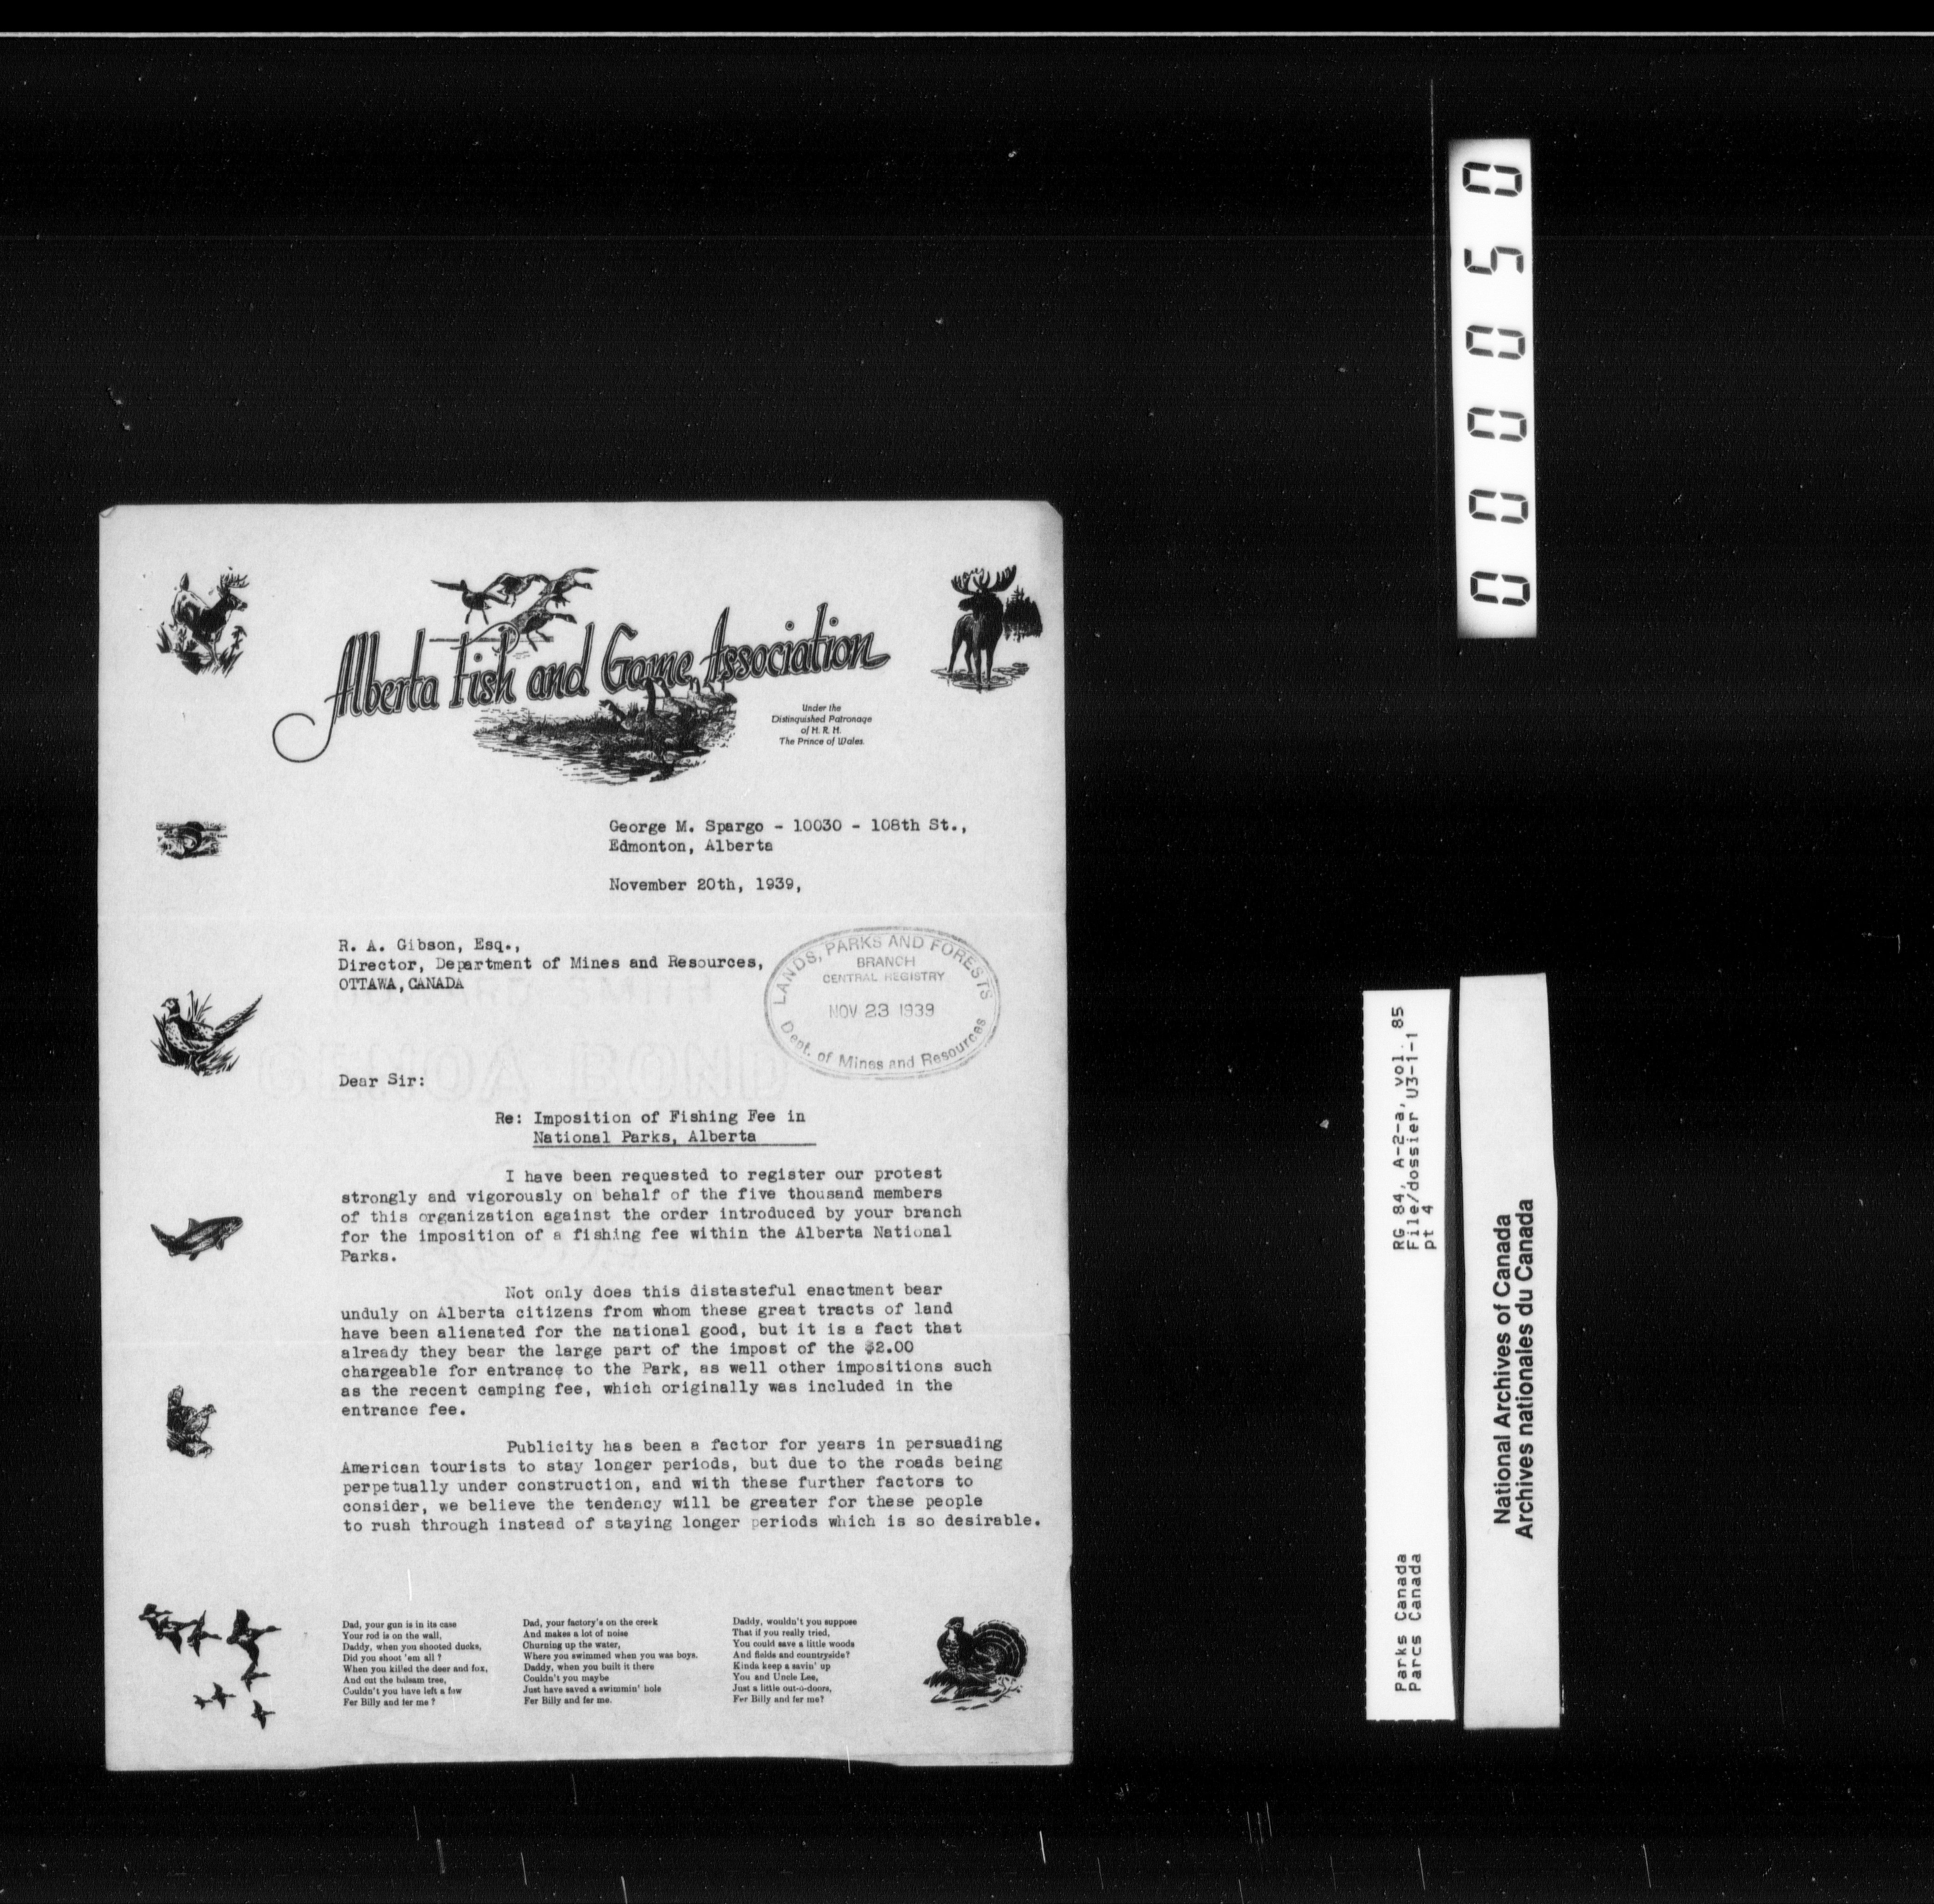 Alberta Fish and Game Association
Under the
Distinguished Patronage
of H. R. H.
The Prince of Wales.
George M. Spargo - 10030 - 108th St.,
Edmonton, Alberta
November 20th, 1939,
R. A. Gibson, Esq.,
Director, Department of Mines and Resources,
OTTAWA, CANADA
LANDS, PARKS AND FORESTS
BRANCH
CENTRAL REGISTRY
NOV 23 1939
Dept. of Mines and Resources
Dear Sir:
Re: Imposition of Fishing Fee in
National Parks, Alberta
I have been requested to register our protest
strongly and vigorously on behalf of the five thousand members
of this organization against the order introduced by your branch
for the imposition of a fishing fee within the Alberta National
Parks.
Not only does this distasteful enactment bear
unduly on Alberta citizens from whom these great tracts of land
have been alienated for the national good, but it is a fact that
already they bear the large part of the impost of the $2.00
chargeable for entrance to the Park, as well other impositions such
as the recent camping fee, which originally was included in the
entrance fee.
Publicity has been a factor for years in persuading
American tourists to stay longer periods, but due to the roads being
perpetually under construction, and with these further factors to
consider, we believe the tendency will be greater for these people
to rush through instead of staying longer periods which is so desirable.
Dad, your gun is in its case
Your rod is on the wall,
Daddy, when you shooted ducks,
Did you shoot 'em all ?
When you killed the deer and fox,
And cut the balsam tree,
Couldn't you have left a few
Fer Billy and fer me ?
Dad, your factory's on the creek
And makes a lot of noise
Churning up the water,
Where you swimmed when you was boys.
Daddy, when you built it there
Couldn't you maybe
Just have saved a swimmin' hole
Fer Billy and fer me.
Daddy, wouldn't you suppose
That if you really tried,
You could save a little woods
And fields and countryside?
Kinda keep a savin' up
You and Uncle Lee,
Just a little out-o-doors,
Fer Billy and fer me?
000050
RG 84, A-2-a, vol. 85
File/dossier U3-1-1
pt 4
Parks Canada
Parcs Canada
National Archives of Canada
Archives nationales du Canada